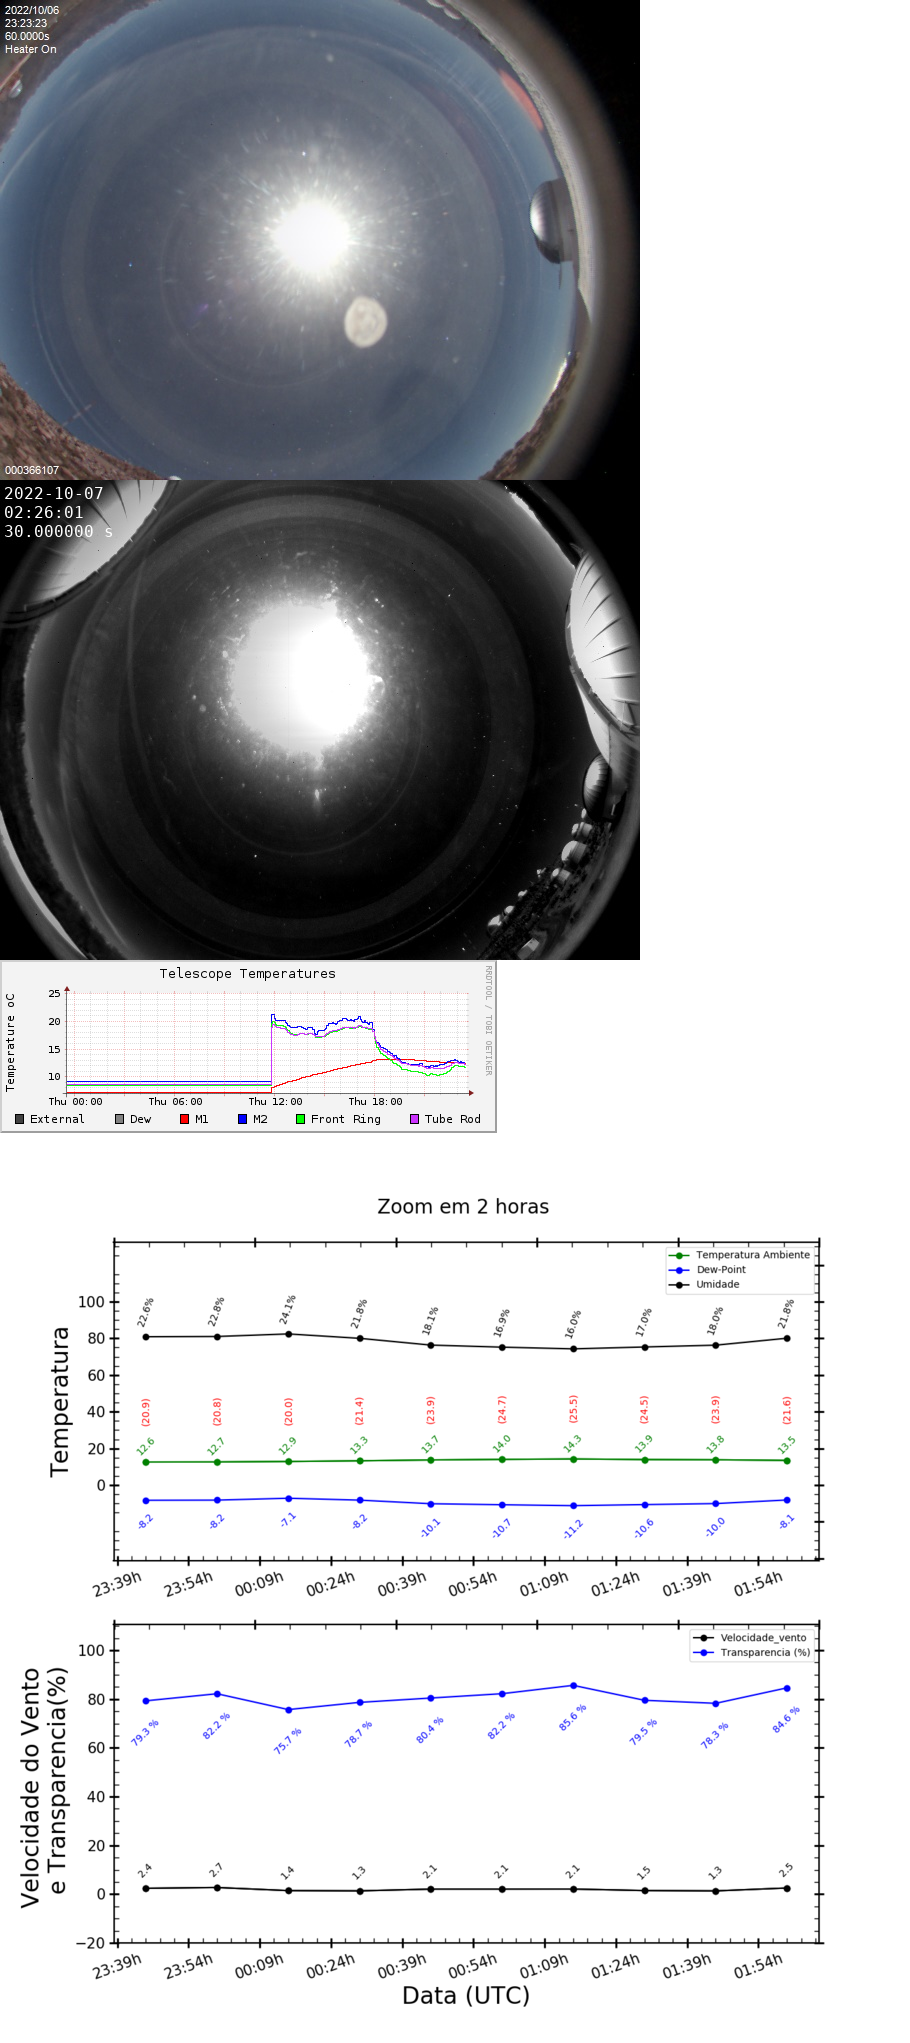 2022/10/06
23:23:23
60.0000s
Heater On
000366107
2022-10-07
02:26:01
30.000000 s
Telescope Temperatures
RRDTOOL / TOBI OETIKER
Temperature oC
25
20
15
10
Thu 00:00 Thu 06:00 Thu 12:00 Thu 18:00
External Dew M1 M2 Front Ring Tube Rod
Zoom em 2 horas
Temperatura Ambiente
Dew-Point
Umidade
Temperatura
100
80
60
40
20
0
22.6% 22.8% 24.1% 21.8% 18.1% 16.9% 16.0% 17.0% 18.0% 21.8%
(20.9) (20.8) (20.0) (21.4) (23.9) (24.7) (25.5) (24.5) (23.9) (21.6)
12.6 12.7 12.9 13.3 13.7 14.0 14.3 13.9 13.8 13.5
-8.2 -8.2 -7.1 -8.2 -10.1 -10.7 -11.2 -10.6 -10.0 -8.1
23:39h 23:54h 00:09h 00:24h 00:39h 00:54h 01:09h 01:24h 01:39h 01:54h
Velocidade_vento
Transparencia (%)
Velocidade do Vento
e Transparencia(%)
100
80
60
40
20
0
−20
79.3 % 82.2 % 75.7 % 78.7 % 80.4 % 82.2 % 85.6 % 79.5 % 78.3 % 84.6 %
2.4 2.7 1.4 1.3 2.1 2.1 2.1 1.5 1.3 2.5
23:39h 23:54h 00:09h 00:24h 00:39h 00:54h 01:09h 01:24h 01:39h 01:54h
Data (UTC)